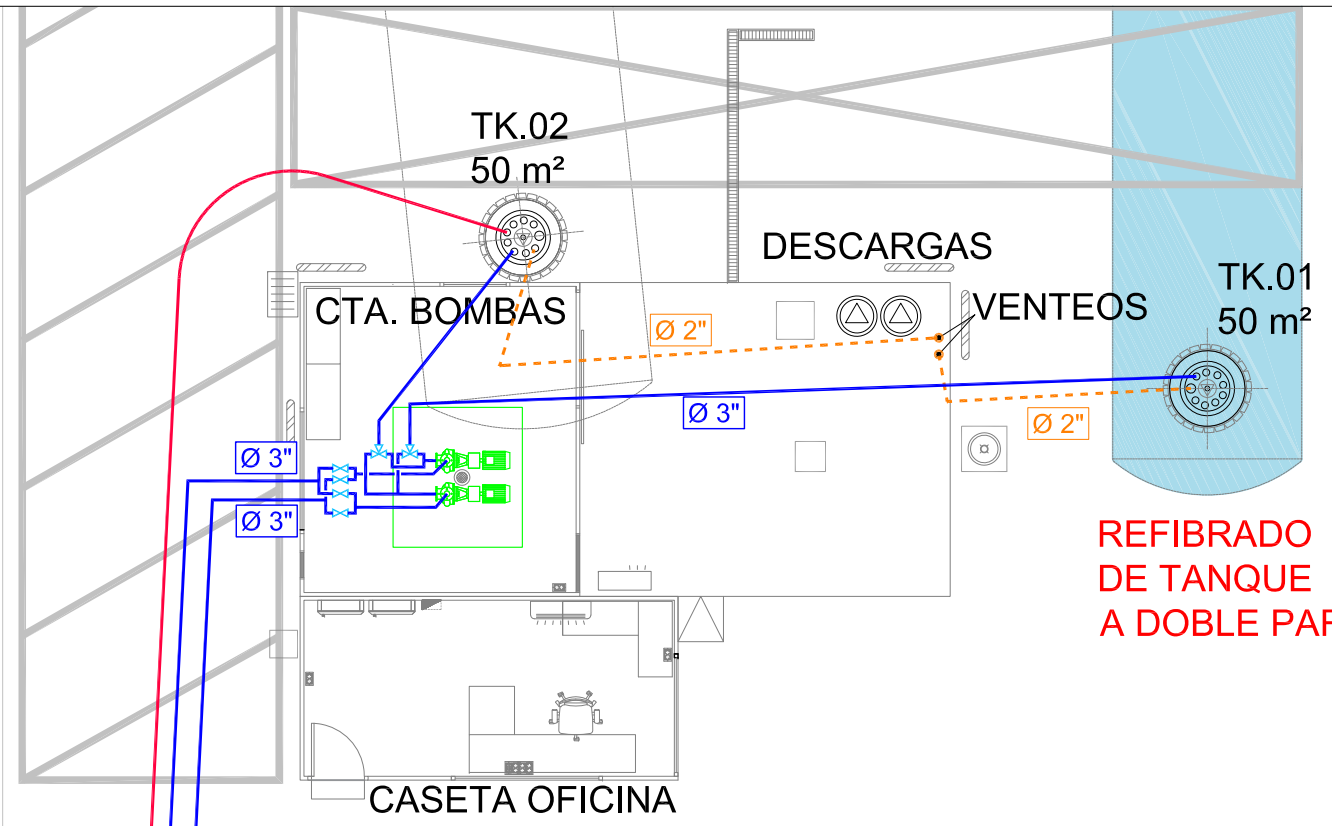 TK.02
50 m²
DESCARGAS
TK.01
50 m²
CTA. BOMBAS
VENTEOS
Ø 2"
Ø 3"
Ø 2"
Ø 3"
Ø 3"
REFIBRADO
DE TANQUE
A DOBLE
CASETA OFICINA